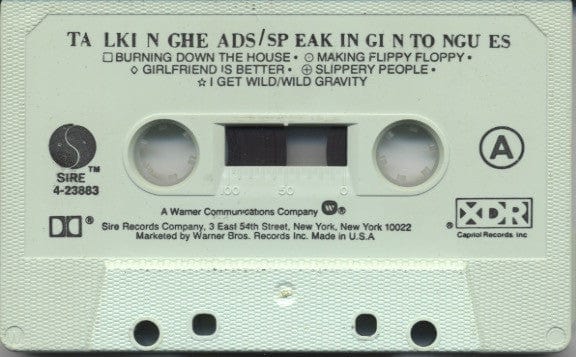 TA LKI N GHE ADS/SP EAK IN GI N TO NGU ES
□ BURNING DOWN THE HOUSE • ⊙ MAKING FLIPPY FLOPPY •
◊ GIRLFRIEND IS BETTER • ⊕ SLIPPERY PEOPLE •
☆ I GET WILD/WILD GRAVITY
S
SIRE™
4-23883
A
100 50 0
A Warner Communications Company W®
Sire Records Company, 3 East 54th Street, New York, New York 10022
Marketed by Warner Bros. Records Inc. Made in U.S.A
®
® XDR
Capitol Records, Inc